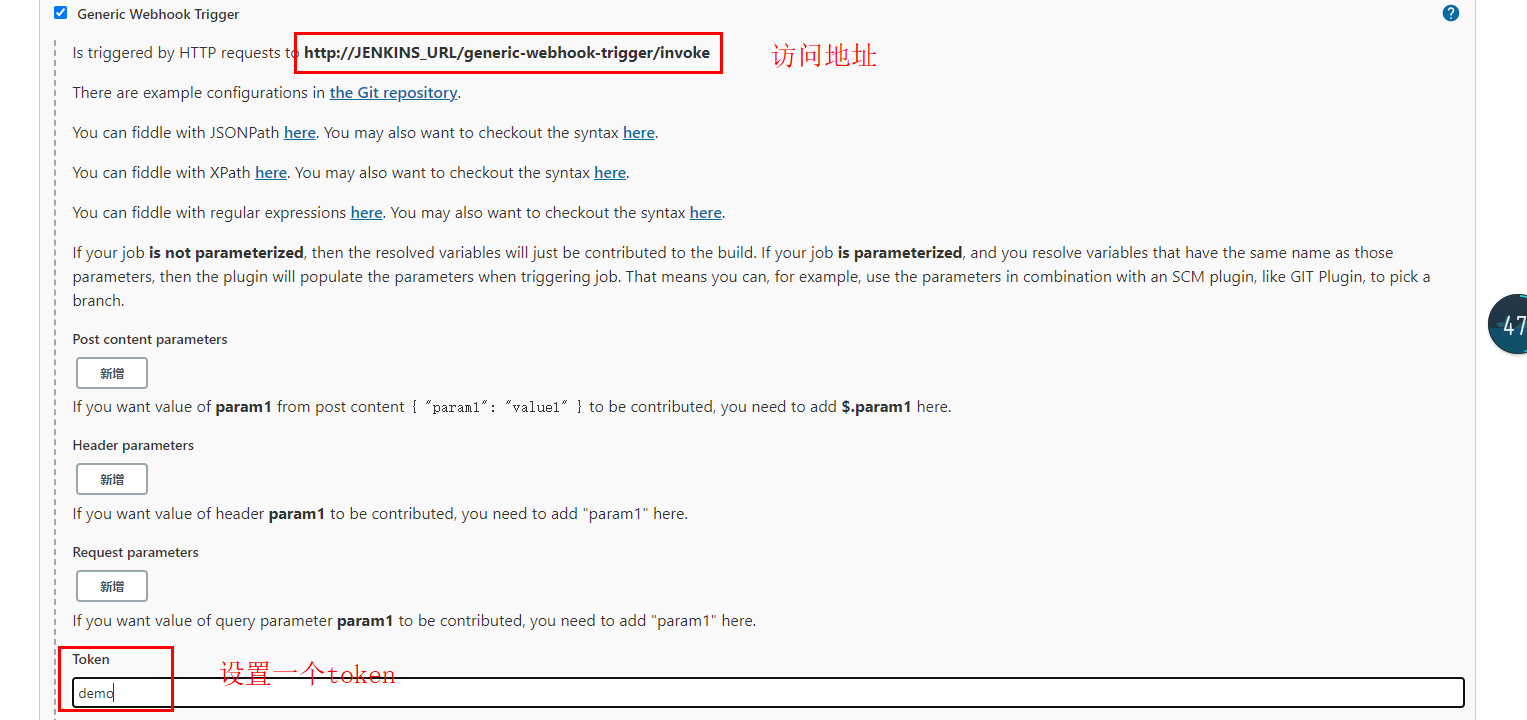 Generic Webhook Trigger
Is triggered by HTTP requests to http://JENKINS_URL/generic-webhook-trigger/invoke
访问地址
There are example configurations in the Git repository.
You can fiddle with JSONPath here. You may also want to checkout the syntax here.
You can fiddle with XPath here. You may also want to checkout the syntax here.
You can fiddle with regular expressions here. You may also want to checkout the syntax here.
If your job is not parameterized, then the resolved variables will just be contributed to the build. If your job is parameterized, and you resolve variables that have the same name as those
parameters, then the plugin will populate the parameters when triggering job. That means you can, for example, use the parameters in combination with an SCM plugin, like GIT Plugin, to pick a
branch.
47
Post content parameters
新增
If you want value of param1 from post content { "param1": "value1" } to be contributed, you need to add $.param1 here.
Header parameters
新增
If you want value of header param1 to be contributed, you need to add "param1" here.
Request parameters
新增
If you want value of query parameter param1 to be contributed, you need to add "param1" here.
Token
设置一个token
demo